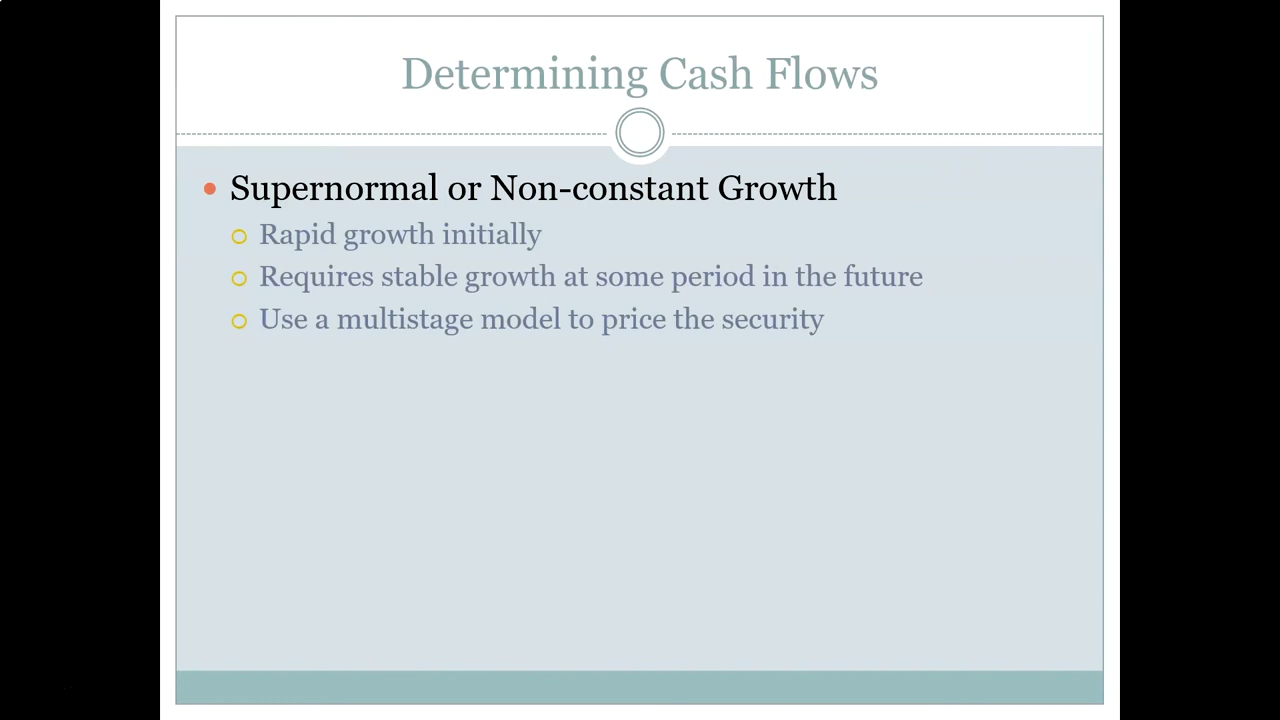 Determining Cash Flows
Supernormal or Non-constant Growth
Rapid growth initially
Requires stable growth at some period in the future
Use a multistage model to price the security